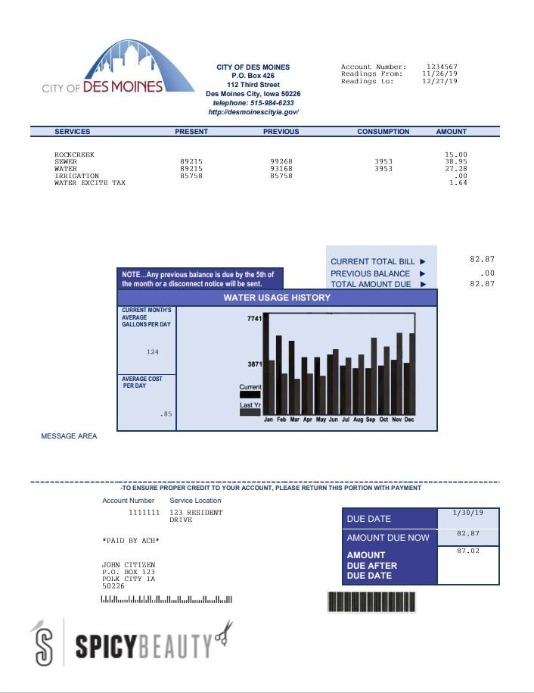 CITY OF DES MOINES
CITY OF DES MOINES
P.O. Box 426
112 Third Street
Des Moines City, Iowa 50226
telephone: 515-984-6233
http://desmoinescityia.gov/
Account Number: 1234567
Readings From: 11/26/19
Readings to: 12/27/19
SERVICES PRESENT PREVIOUS CONSUMPTION AMOUNT
ROCKCREEK 15.00
SEWER 89215 99268 3953 38.95
WATER 89215 93168 3953 27.28
IRRIGATION 85758 85758 .00
WATER EXCITH TAX 1.64
CURRENT TOTAL BILL ▶ 82.87
PREVIOUS BALANCE ▶ .00
TOTAL AMOUNT DUE ▶ 82.87
NOTE...Any previous balance is due by the 5th of
the month or a disconnect notice will be sent.
WATER USAGE HISTORY
CURRENT MONTH'S
AVERAGE
GALLONS PER DAY
124
AVERAGE COST
PER DAY
.85
7741
3871
Current
Last Yr
Jan Feb Mar Apr May Jun July Aug Sep Oct Nov Dec
MESSAGE AREA
-TO ENSURE PROPER CREDIT TO YOUR ACCOUNT, PLEASE RETURN THIS PORTION WITH PAYMENT
Account Number Service Location
1111111 123 RESIDENT
DRIVE
*PAID BY ACH*
JOHN CITIZEN
P.O. BOX 123
POLK CITY IA
50226
DUE DATE 1/30/19
AMOUNT DUE NOW 82.87
AMOUNT
DUE AFTER
DUE DATE
87.02
SPICYBEAUTY